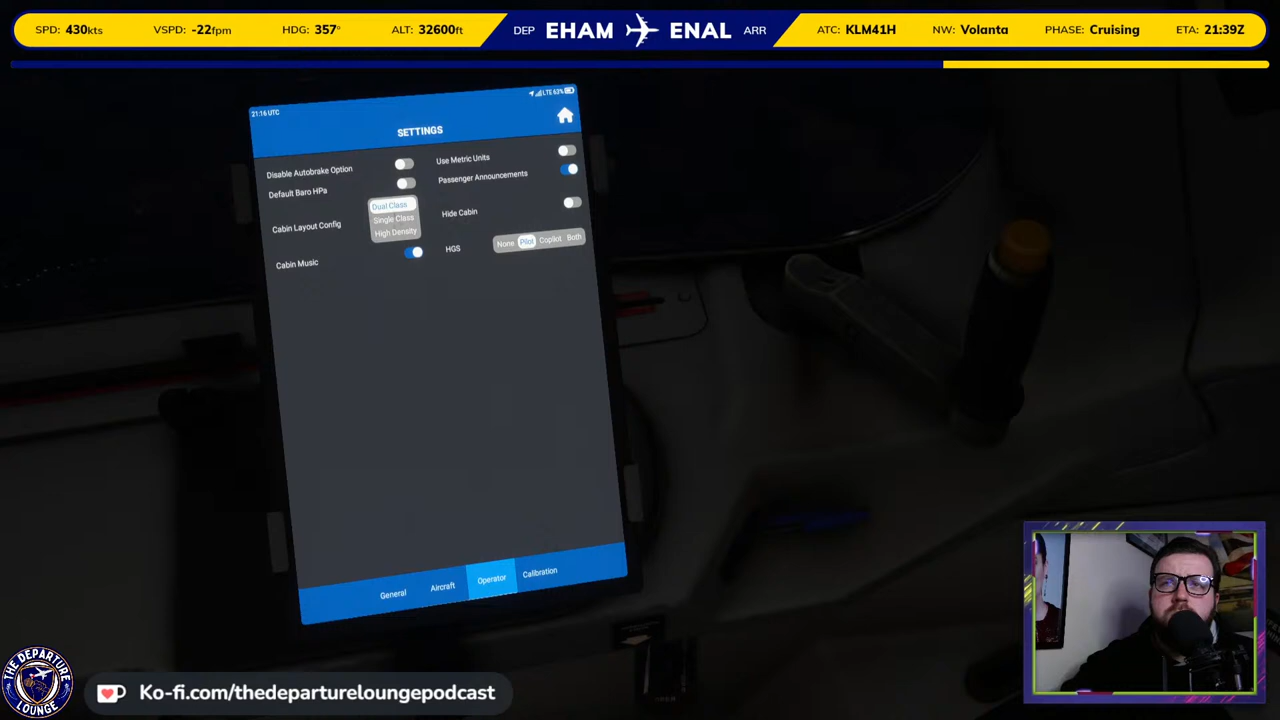 SPD: 430kts VSPD: -22fpm HDG: 357° ALT: 32600ft DEP EHAM ENAL ARR ATC: KLM41H NW: Volanta PHASE: Cruising ETA: 21:39Z
21:16 UTC LTE 63%
SETTINGS
Disable Autobrake Option Use Metric Units
Default Baro HPa Passenger Announcements
Cabin Layout Config Dual Class Hide Cabin
Single Class
High Density
Cabin Music HGS None Pilot Copilot Both
General Aircraft Operator Calibration
THE DEPARTURE
LOUNGE
Ko-fi.com/thedepartureloungepodcast